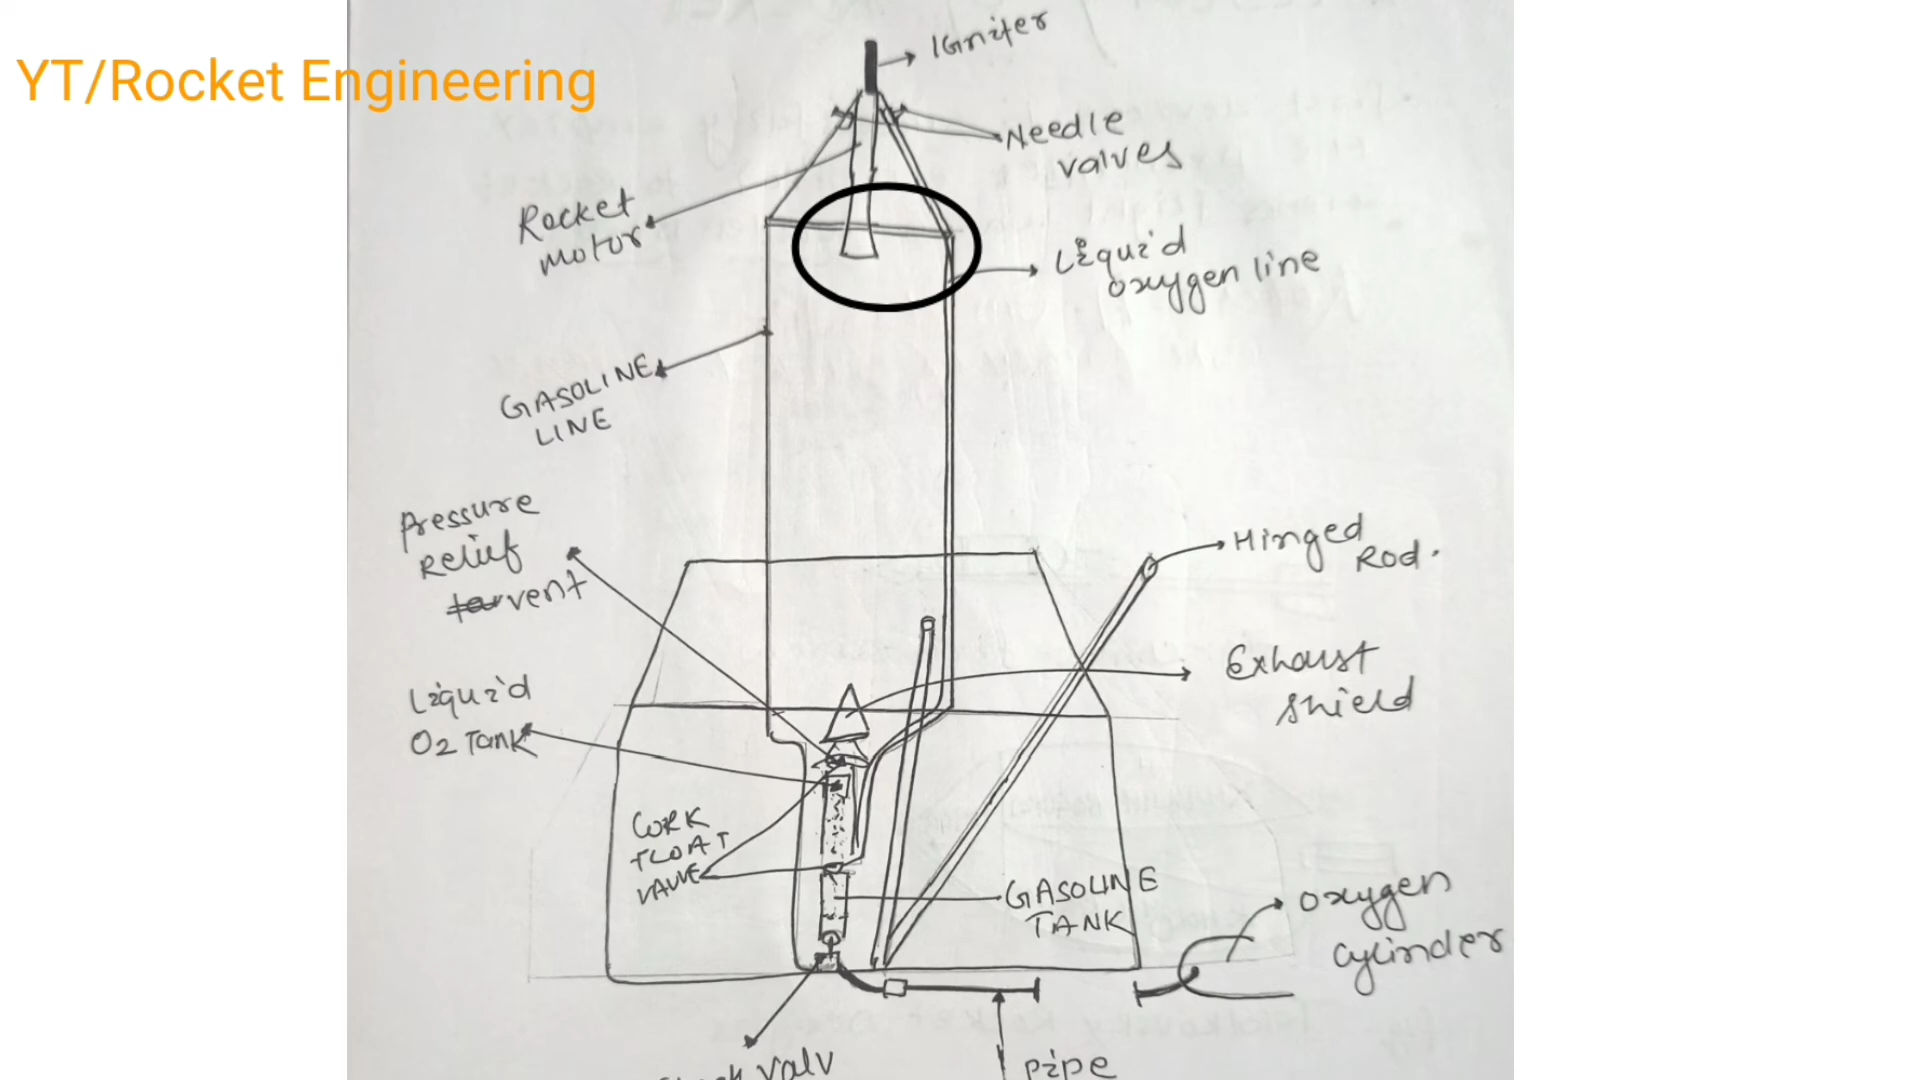 YT/Rocket Engineering
IGniter
Needle
valves
Rocket
motor
Liquid
oxygen line
GASOLINE
LINE
Pressure
relief
vent
Hinged
Rod.
Exhaust
shield
Liquid
O2 Tank
CORK
FLOAT
VALVE
GASOLINE
TANK
oxygen
cylinder
valv
pipe